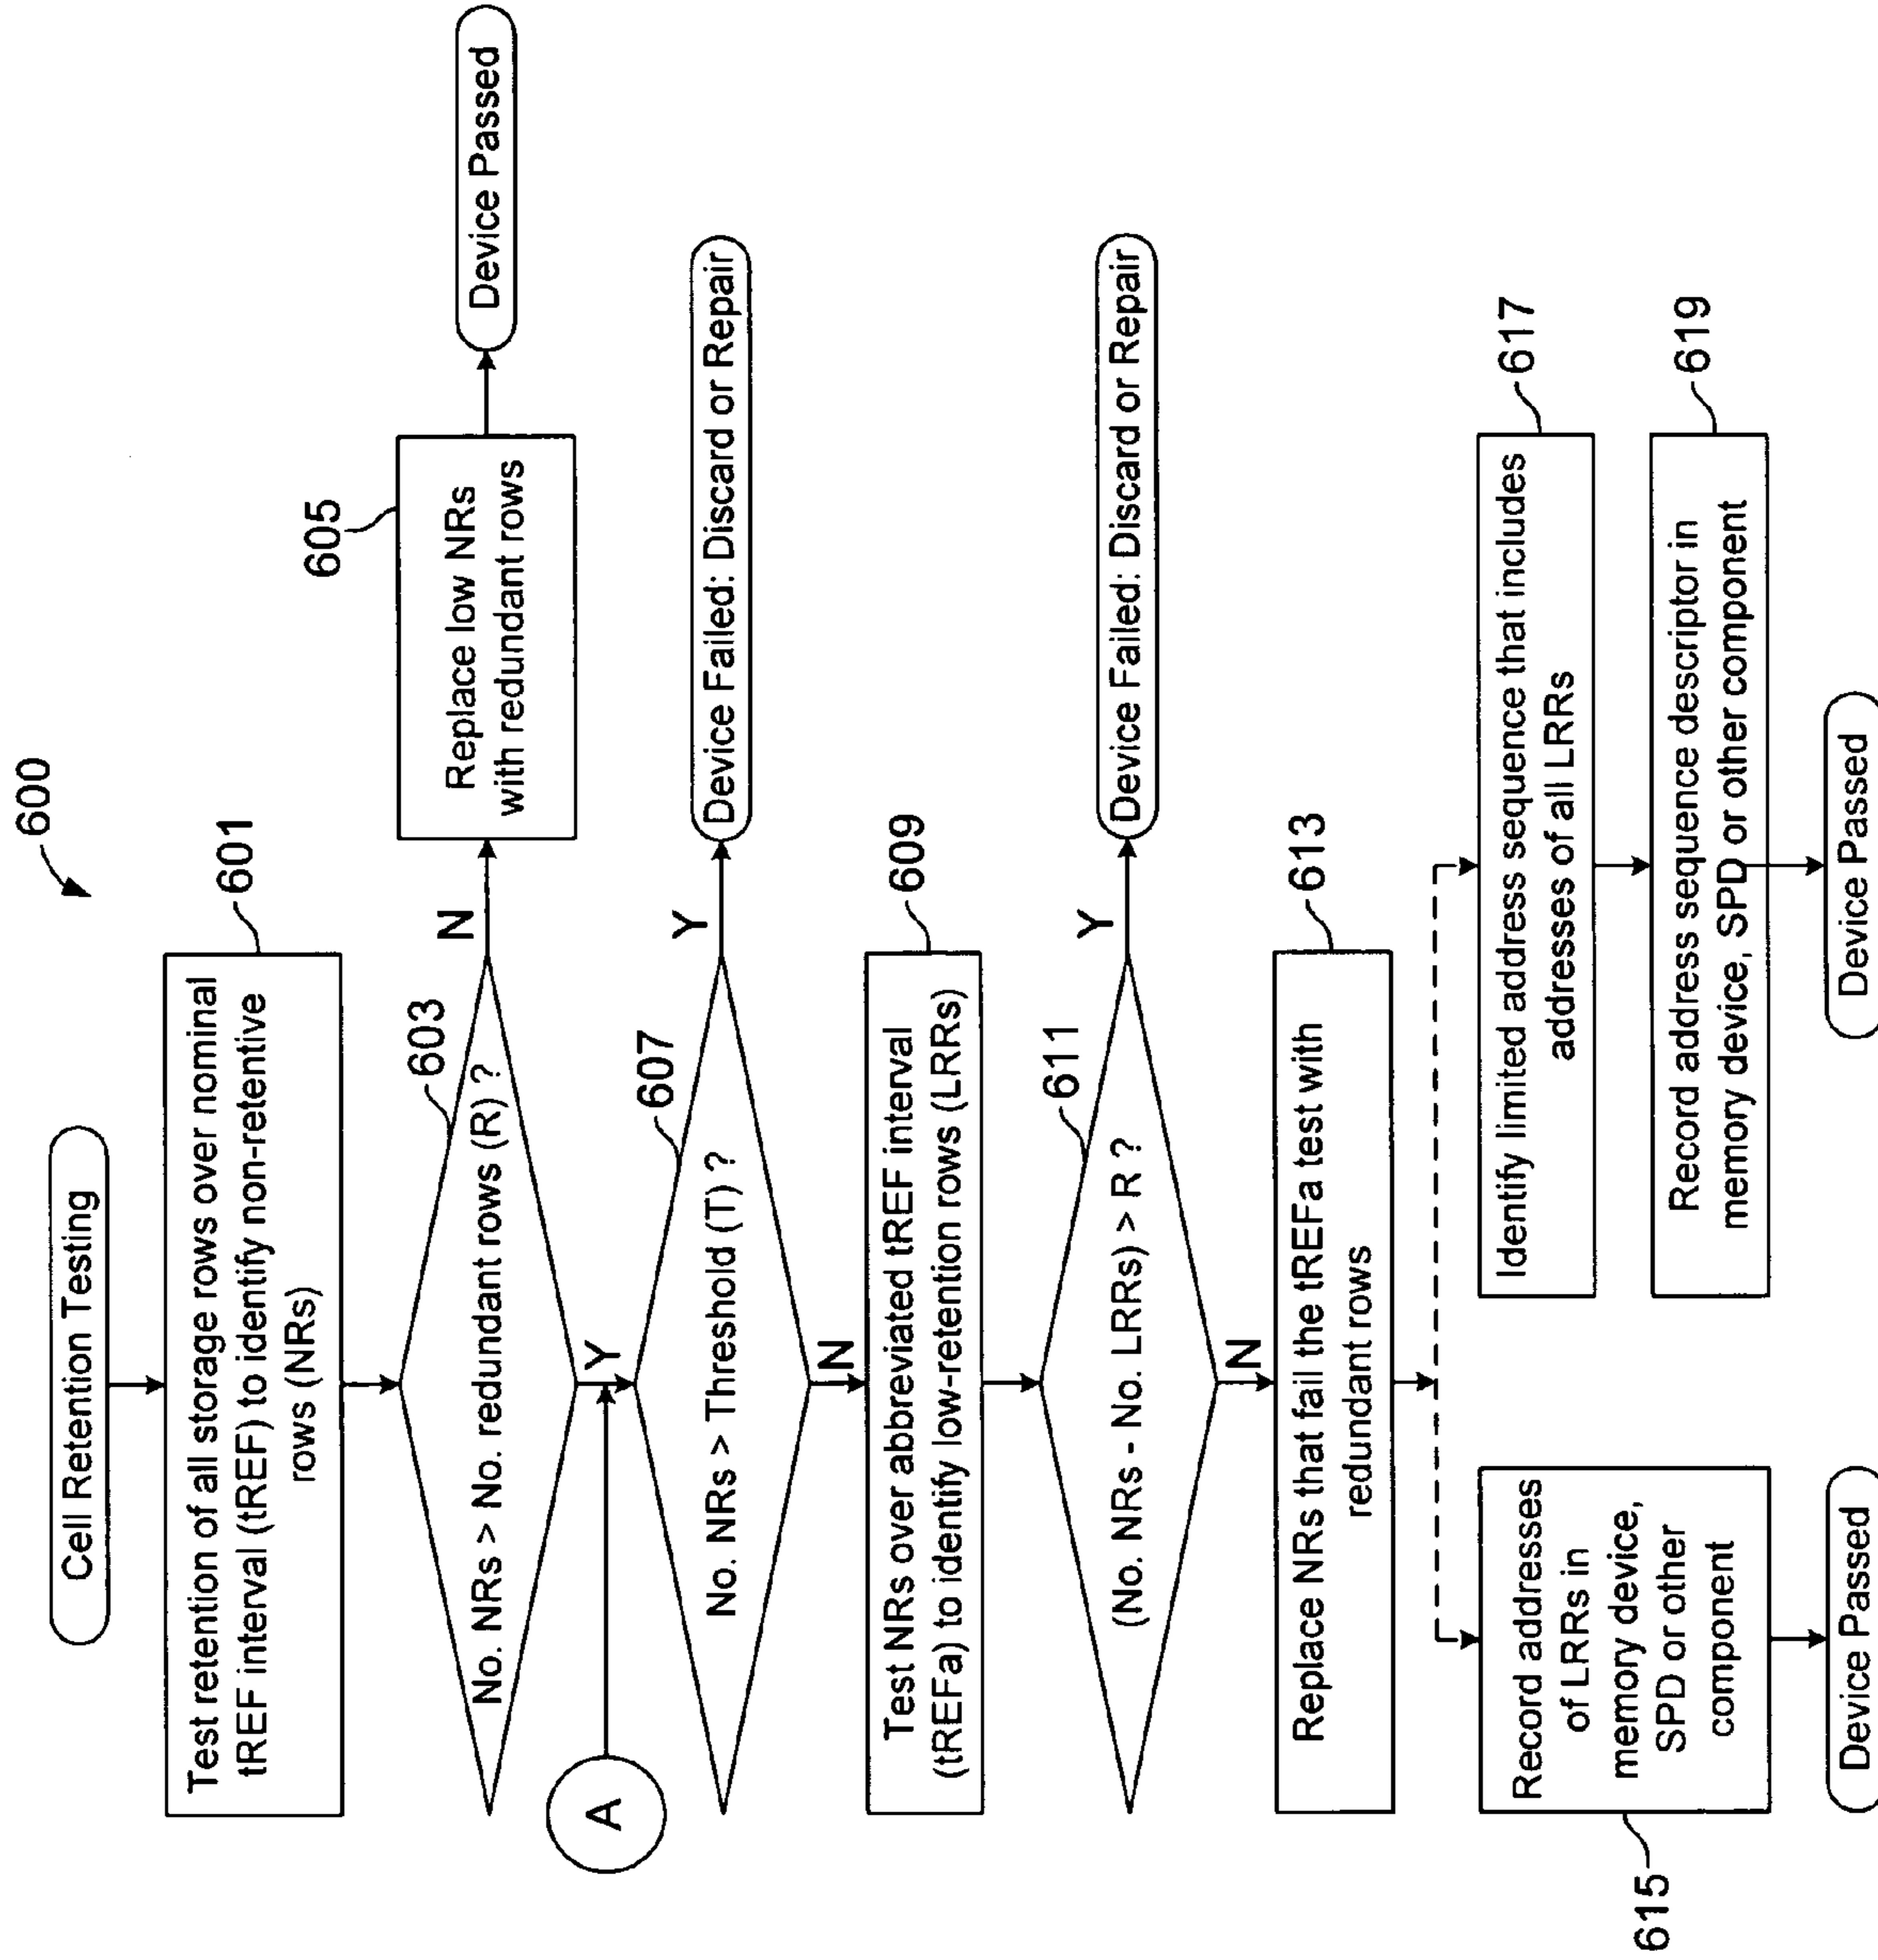 600
Cell Retention Testing
601
Test retention of all storage rows over nominal
tREF interval (tREF) to identify non-retentive
rows (NRs)
603
No. NRs > No. redundant rows (R) ?
N
605
Replace low NRs
with redundant rows
Device Passed
Y
A
607
No. NRs > Threshold (T) ?
Y
Device Failed: Discard or Repair
N
609
Test NRs over abbreviated tREF interval
(tREFa) to identify low-retention rows (LRRs)
611
(No. NRs - No. LRRs) > R ?
Y
Device Failed: Discard or Repair
N
613
Replace NRs that fail the tREFa test with
redundant rows
615
Record addresses
of LRRs in
memory device,
SPD or other
component
Device Passed
617
Identify limited address sequence that includes
addresses of all LRRs
619
Record address sequence descriptor in
memory device, SPD or other component
Device Passed